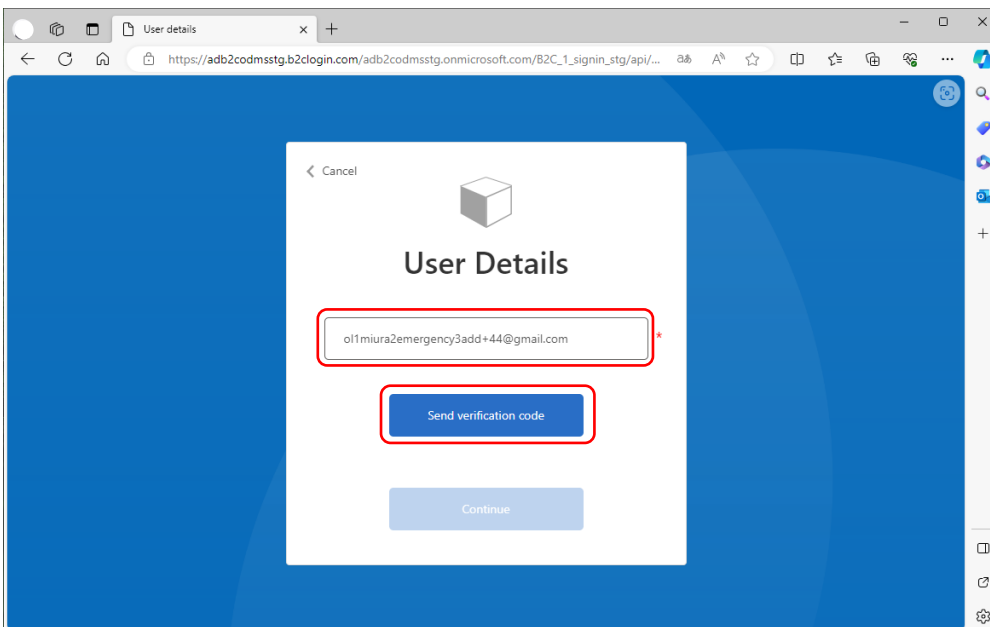 User details
https://adb2codmsstg.b2clogin.com/adb2codmsstg.onmicrosoft.com/B2C_1_signin_stg/api/...
Cancel
User Details
ol1miura2emergency3add+44@gmail.com
*
Send verification code
Continue